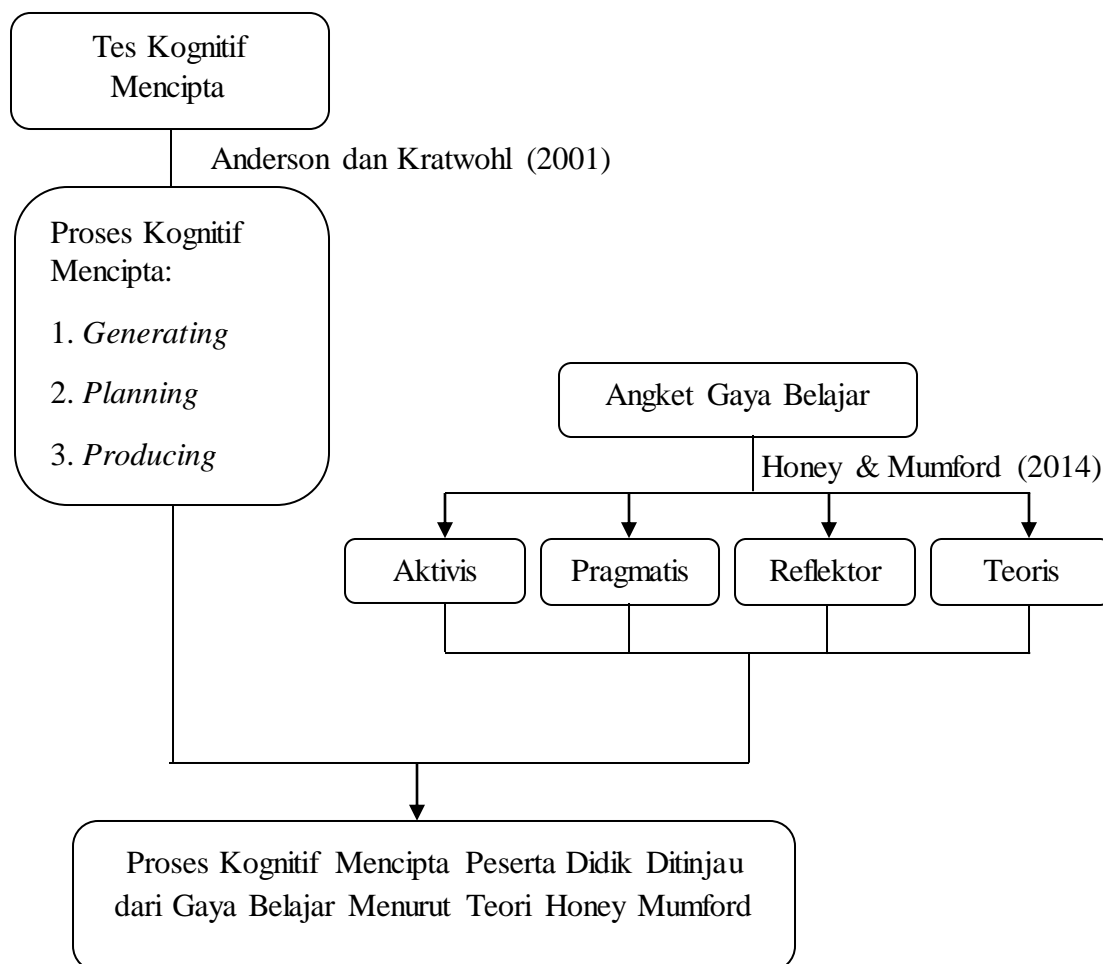 Tes Kognitif
Mencipta
Anderson dan Kratwohl (2001)
Proses Kognitif
Mencipta:
1. Generating
2. Planning
3. Producing
Angket Gaya Belajar
Honey & Mumford (2014)
Aktivis
Pragmatis
Reflektor
Teoris
Proses Kognitif Mencipta Peserta Didik Ditinjau
dari Gaya Belajar Menurut Teori Honey Mumford